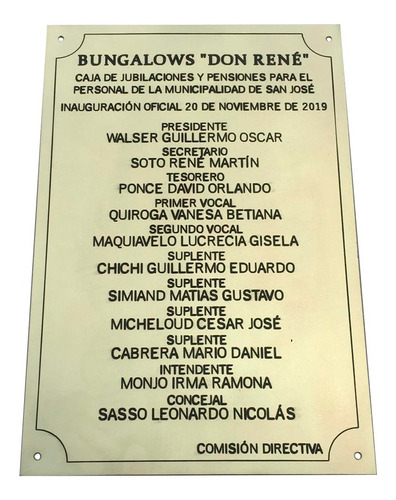 BUNGALOWS "DON RENÉ"
CAJA DE JUBILACIONES Y PENSIONES PARA EL
PERSONAL DE LA MUNICIPALIDAD DE SAN JOSÉ
INAUGURACIÓN OFICIAL 20 DE NOVIEMBRE DE 2019
PRESIDENTE
WALSER GUILLERMO OSCAR
SECRETARIO
SOTO RENÉ MARTÍN
TESORERO
PONCE DAVID ORLANDO
PRIMER VOCAL
QUIROGA VANESA BETIANA
SEGUNDO VOCAL
MAQUIAVELO LUCRECIA GISELA
SUPLENTE
CHICHI GUILLERMO EDUARDO
SUPLENTE
SIMIAND MATIAS GUSTAVO
SUPLENTE
MICHELOUD CESAR JOSÉ
SUPLENTE
CABRERA MARIO DANIEL
INTENDENTE
MONJO IRMA RAMONA
CONCEJAL
SASSO LEONARDO NICOLÁS
COMISIÓN DIRECTIVA